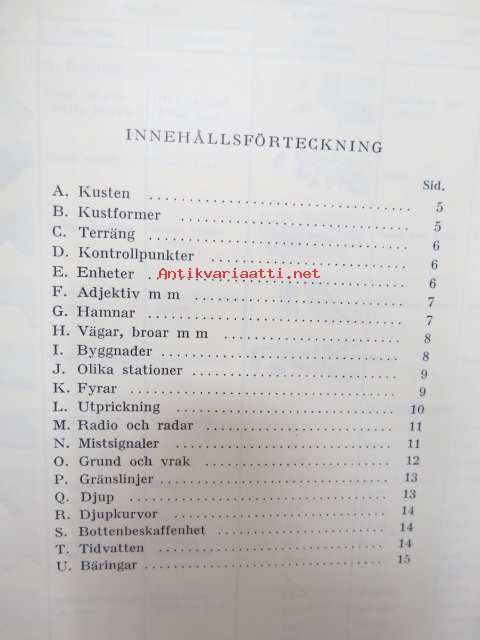 INNEHÅLLSFÖRTECKNING
Sid.
A. Kusten ........ 5
B. Kustformer ........ 5
C. Terräng ........ 6
D. Kontrollpunkter ........ 6
E. Enheter ........ 6
Antikvariaatti.net
F. Adjektiv m m ........ 7
G. Hamnar ........ 7
H. Vägar, broar m m ........ 8
I. Byggnader ........ 8
J. Olika stationer ........ 9
K. Fyrar ........ 9
L. Utprickning ........ 10
M. Radio och radar ........ 11
N. Mistsignaler ........ 11
O. Grund och vrak ........ 12
P. Gränslinjer ........ 13
Q. Djup ........ 13
R. Djupkurvor ........ 14
S. Bottenbeskaffenhet ........ 14
T. Tidvatten ........ 14
U. Bäringar ........ 15